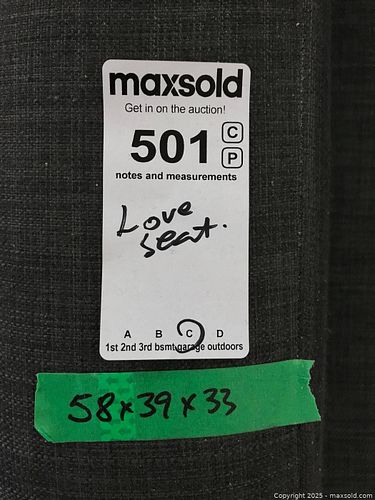 maxsold
Get in on the auction!
501 C
P
notes and measurements
Love
Seat.
A B C D
1st 2nd 3rd bsmt garage outdoors
58x39x33
Copyright 2025 - maxsold.com